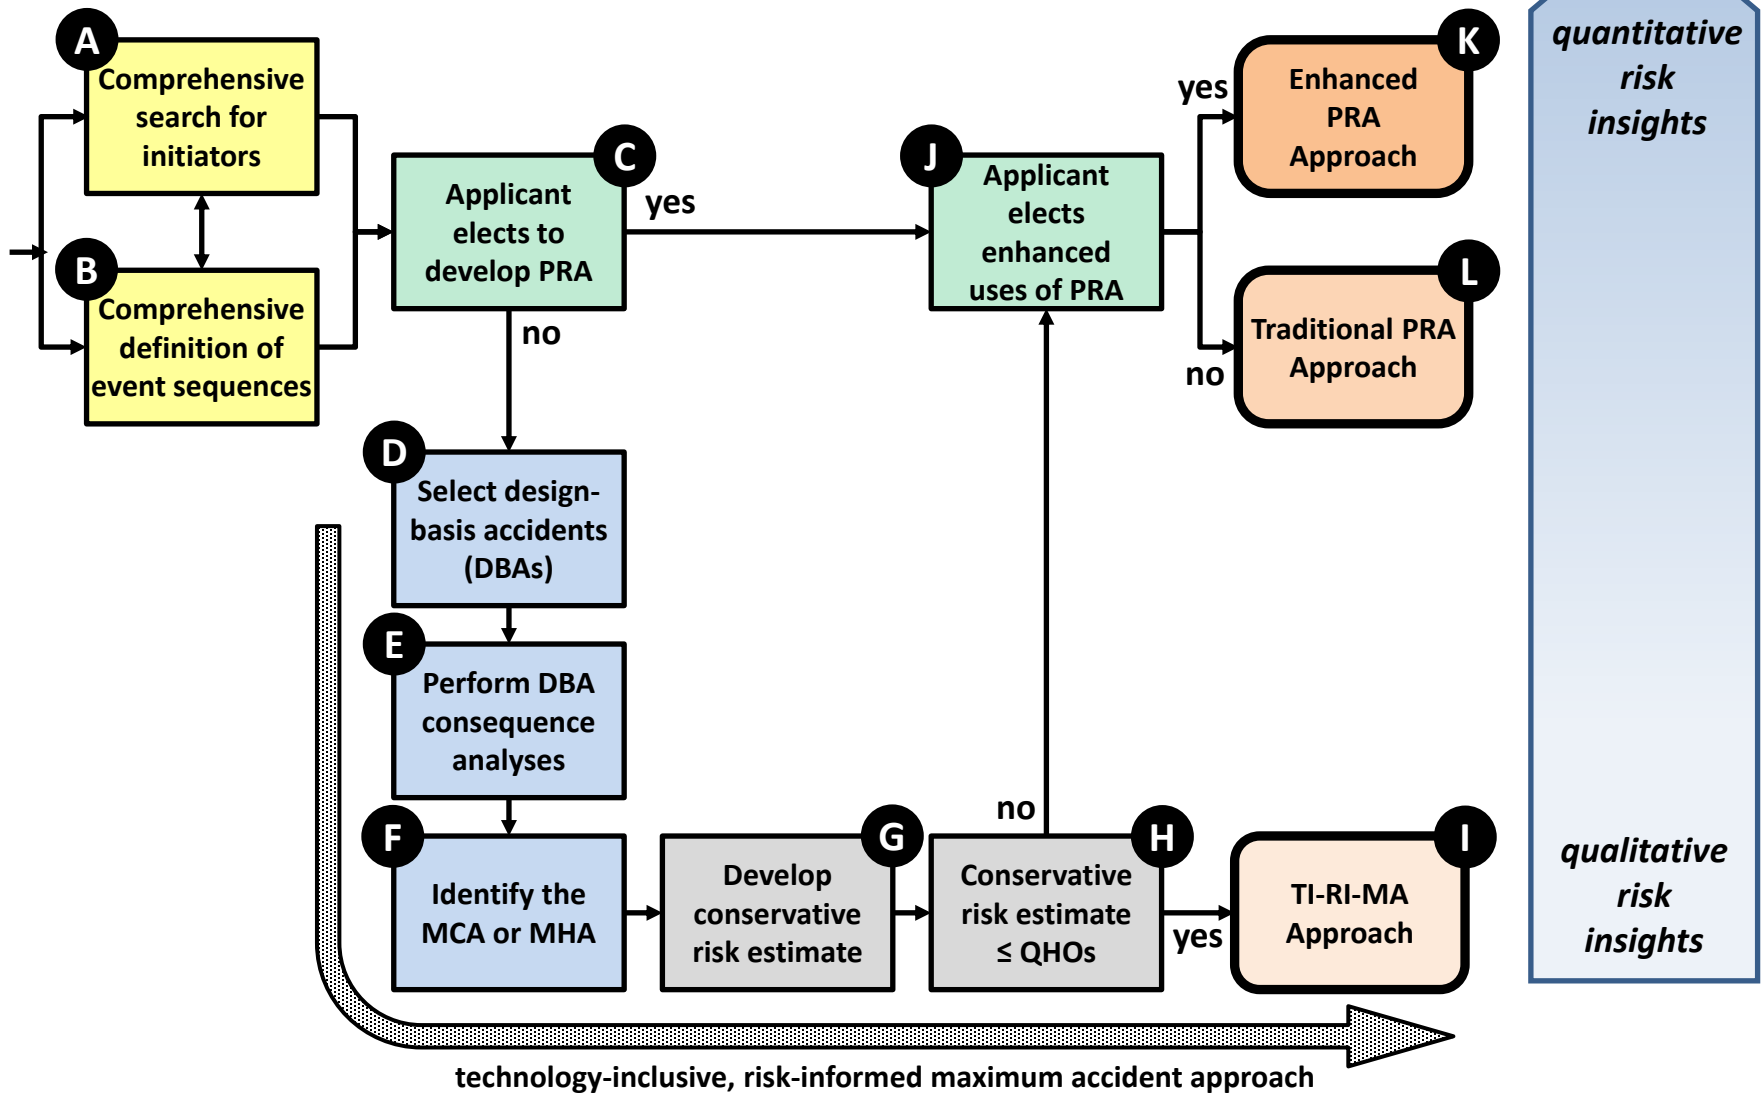 A
Comprehensive
search for
initiators
B
Comprehensive
definition of
event sequences
C
Applicant
elects to
develop PRA
yes
no
D
Select design-
basis accidents
(DBAs)
E
Perform DBA
consequence
analyses
F
Identify the
MCA or MHA
G
Develop
conservative
risk estimate
H
Conservative
risk estimate
≤ QHOs
no
yes
I
TI-RI-MA
Approach
J
Applicant
elects
enhanced
uses of PRA
yes
no
K
Enhanced
PRA
Approach
L
Traditional PRA
Approach
quantitative
risk
insights
qualitative
risk
insights
technology-inclusive, risk-informed maximum accident approach